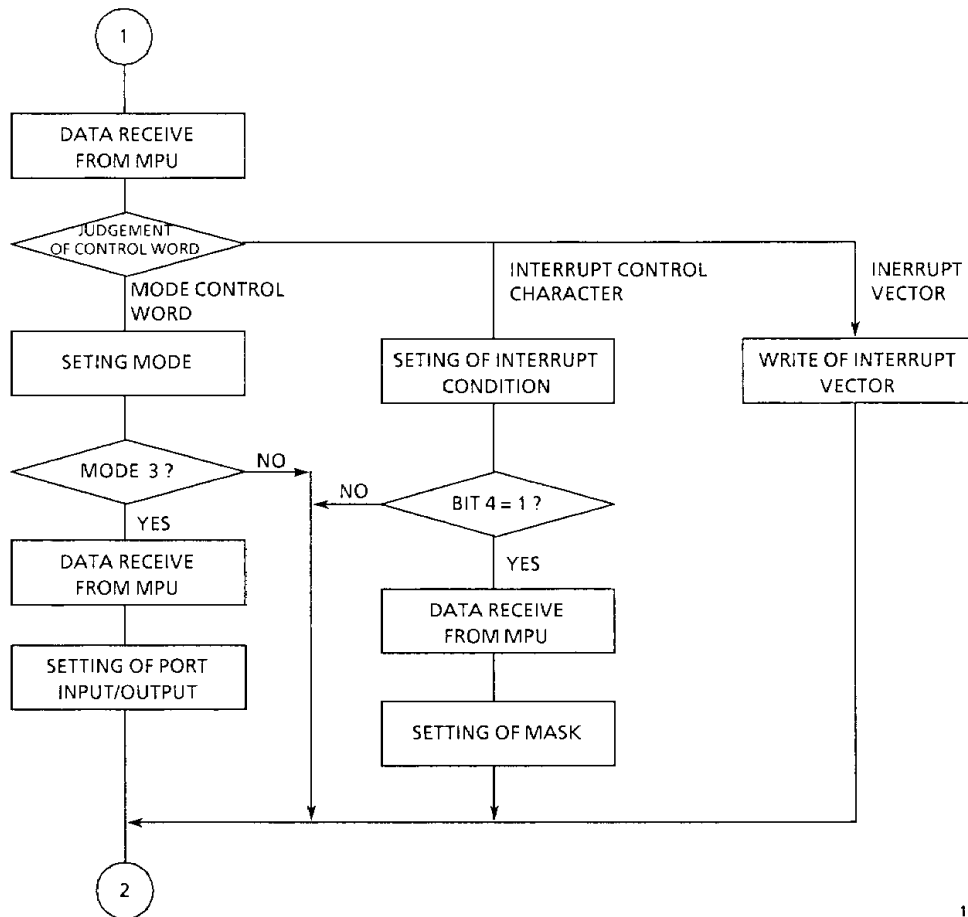 1
DATA RECEIVE
FROM MPU
JUDGEMENT
OF CONTROL WORD
MODE CONTROL
WORD
INTERRUPT CONTROL
CHARACTER
INERRUPT
VECTOR
SETING MODE
SETING OF INTERRUPT
CONDITION
WRITE OF INTERRUPT
VECTOR
MODE 3 ?
NO
YES
NO
BIT 4 = 1 ?
YES
DATA RECEIVE
FROM MPU
DATA RECEIVE
FROM MPU
SETTING OF PORT
INPUT/OUTPUT
SETTING OF MASK
2
1